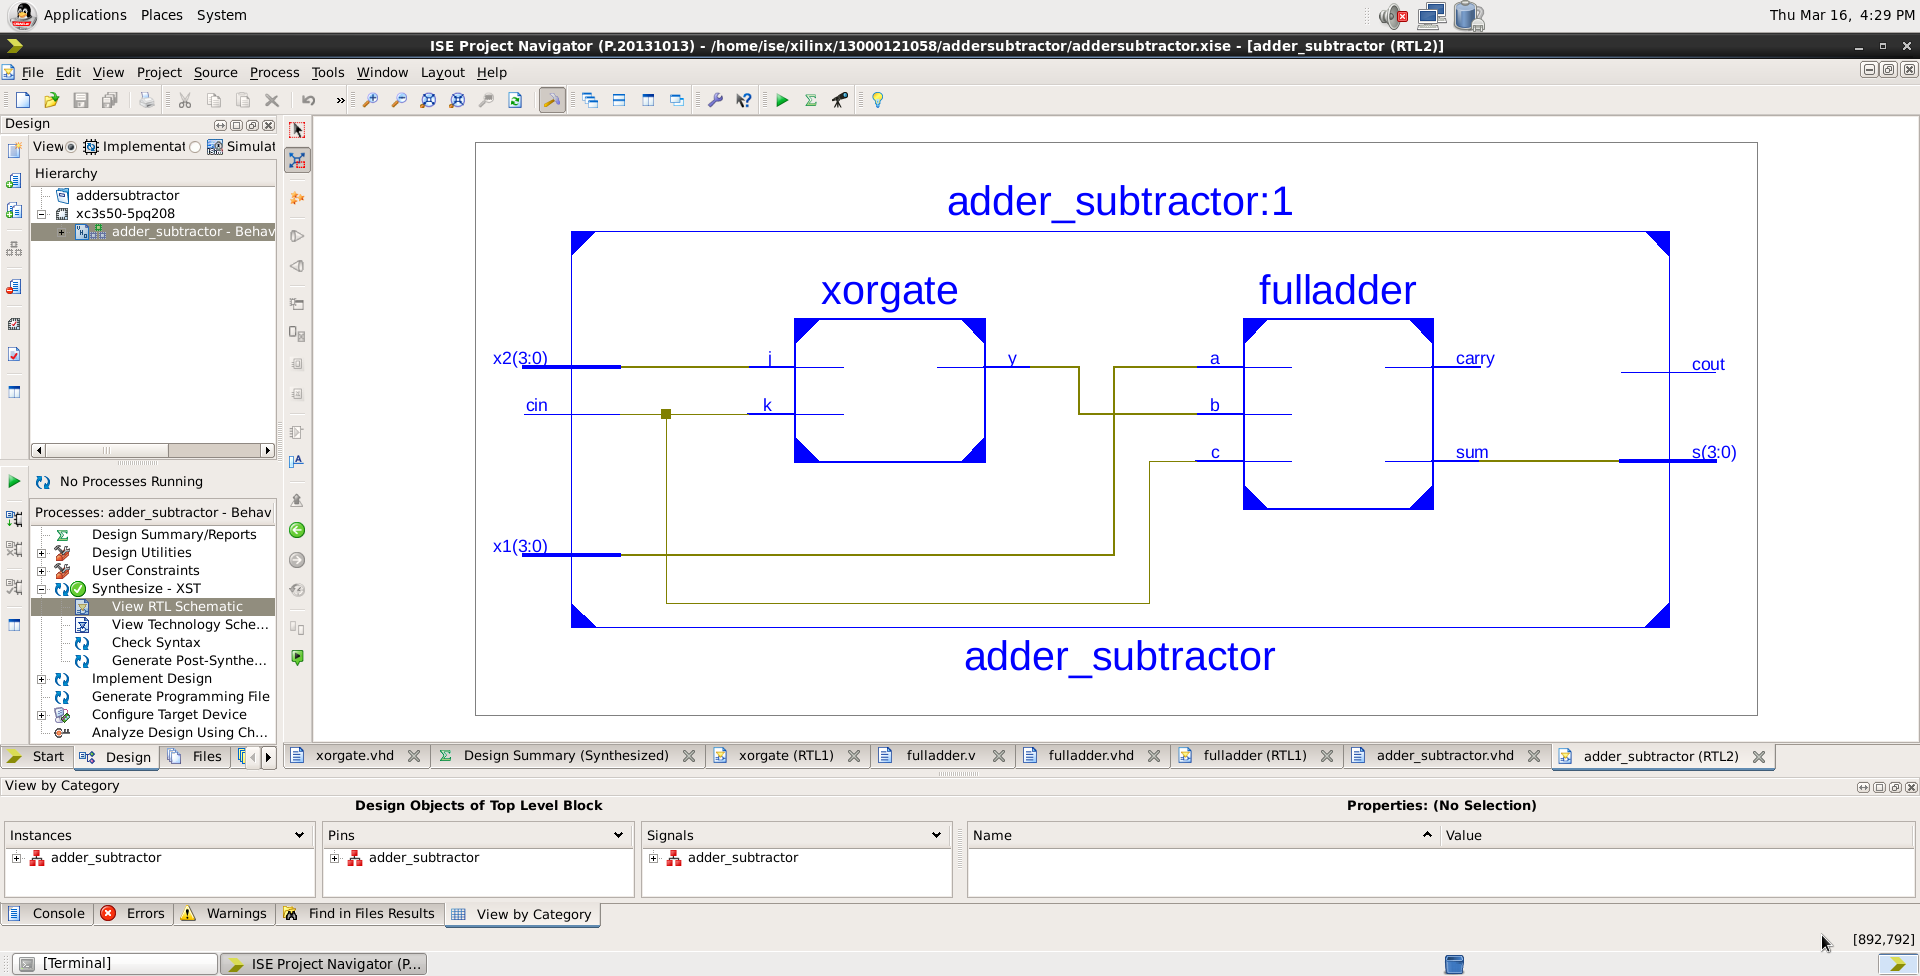 Applications Places System
Thu Mar 16, 4:29 PM
ISE Project Navigator (P.20131013) - /home/ise/xilinx/13000121058/addersubtractor/addersubtractor.xise - [adder_subtractor (RTL2)]
File Edit View Project Source Process Tools Window Layout Help
Design
View Implementat Simulat
Hierarchy
addersubtractor
xc3s50-5pq208
adder_subtractor - Behav
No Processes Running
Processes: adder_subtractor - Behav
Design Summary/Reports
Design Utilities
User Constraints
Synthesize - XST
View RTL Schematic
View Technology Sche...
Check Syntax
Generate Post-Synthe...
Implement Design
Generate Programming File
Configure Target Device
Analyze Design Using Ch...
Start Design Files
adder_subtractor:1
xorgate
fulladder
x2(3:0)
j
y
a
carry
cout
cin
k
b
c
sum
s(3:0)
x1(3:0)
adder_subtractor
xorgate.vhd
Design Summary (Synthesized)
xorgate (RTL1)
fulladder.v
fulladder.vhd
fulladder (RTL1)
adder_subtractor.vhd
adder_subtractor (RTL2)
View by Category
Design Objects of Top Level Block
Properties: (No Selection)
Instances
Pins
Signals
Name
Value
adder_subtractor
adder_subtractor
adder_subtractor
Console
Errors
Warnings
Find in Files Results
View by Category
[892,792]
[Terminal]
ISE Project Navigator (P...